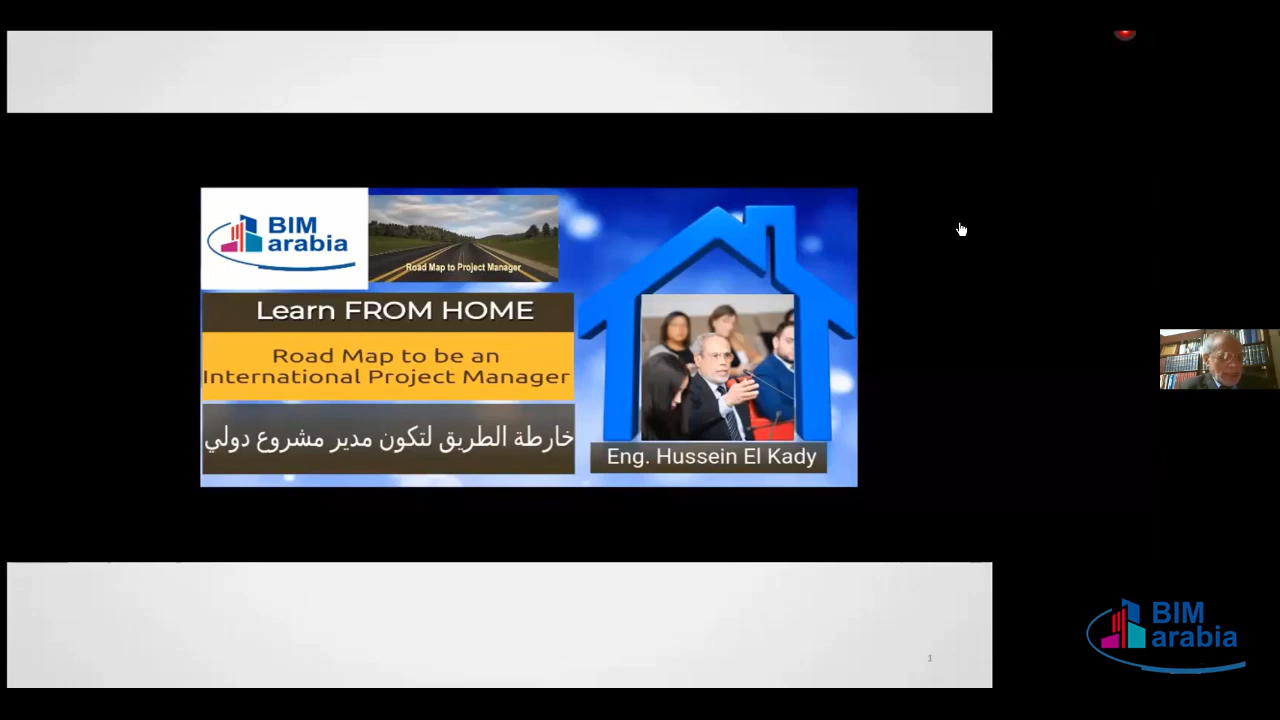 BIM
arabia
Road Map to Project Manager
Learn FROM HOME
Road Map to be an
International Project Manager
خارطة الطريق لتكون مدير مشروع دولي
Eng. Hussein El Kady
1
BIM
arabia